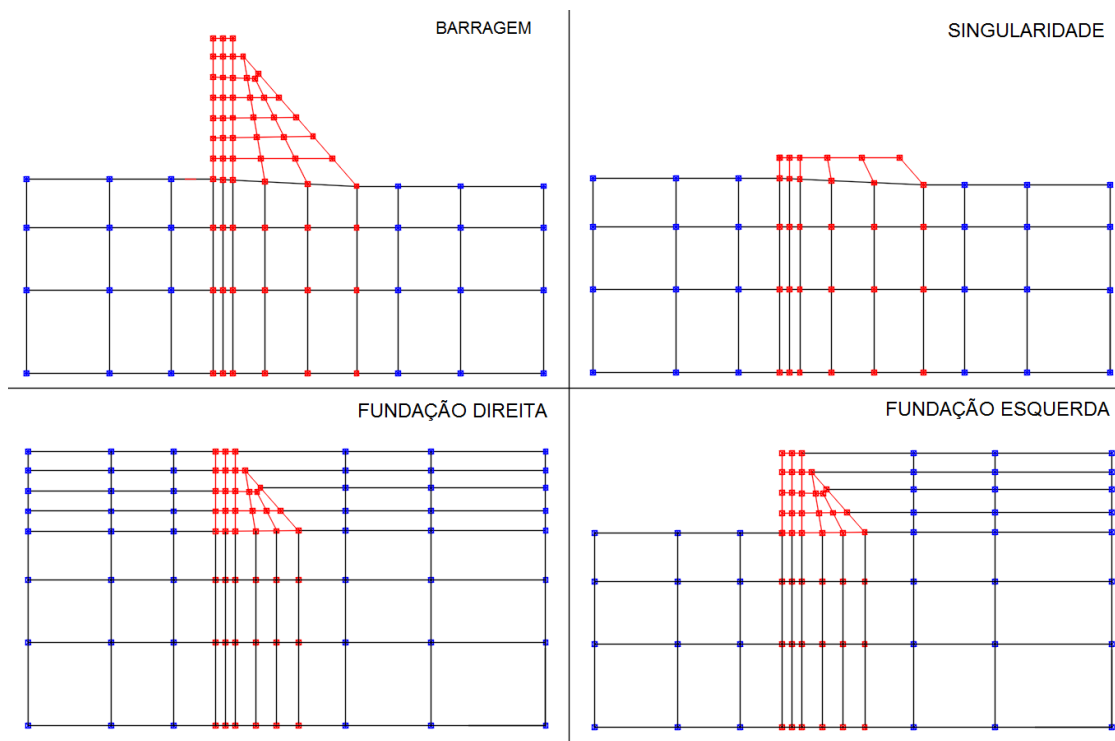 BARRAGEM
SINGULARIDADE
FUNDAÇÃO DIREITA
FUNDAÇÃO ESQUERDA